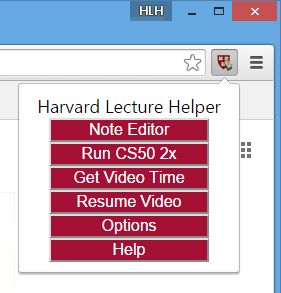 HLH
Harvard Lecture Helper
Note Editor
Run CS50 2x
Get Video Time
Resume Video
Options
Help